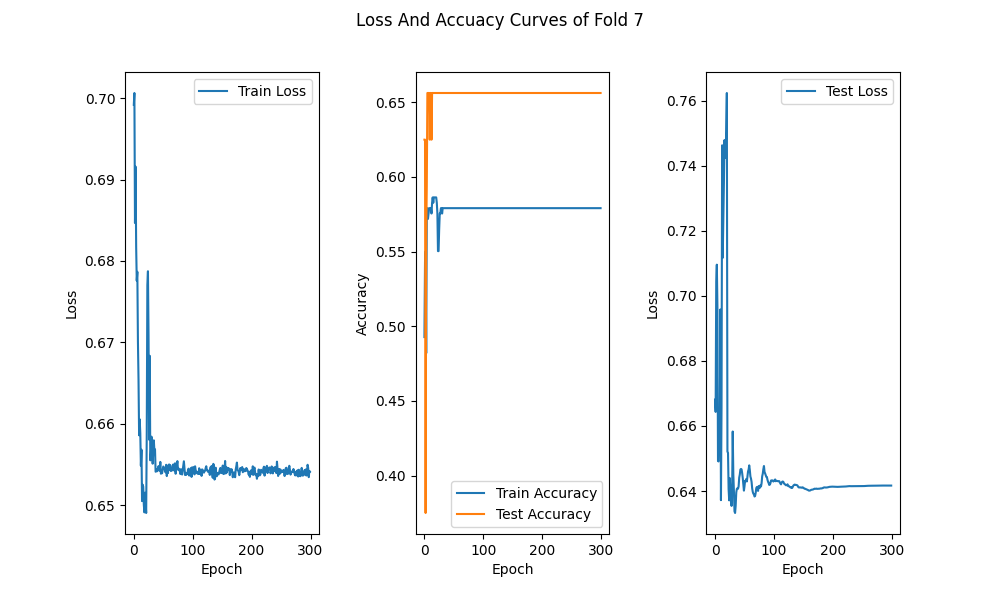 Loss And Accuacy Curves of Fold 7
Train Loss
0.70
0.69
0.68
0.67
0.66
0.65
Loss
0 100 200 300
Epoch
0.65
0.60
0.55
0.50
0.45
0.40
Accuracy
Train Accuracy
Test Accuracy
0 100 200 300
Epoch
Test Loss
0.76
0.74
0.72
0.70
0.68
0.66
0.64
Loss
0 100 200 300
Epoch